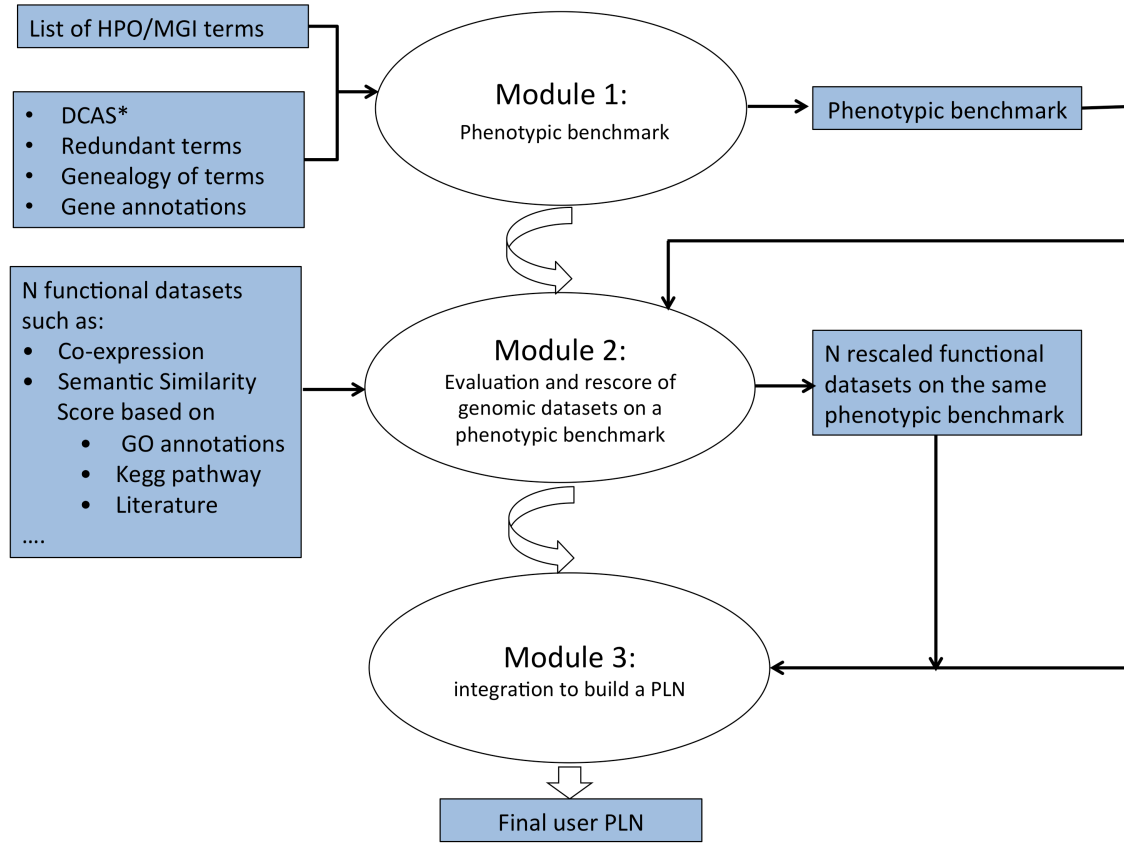 List of HPO/MGI terms
• DCAS*
• Redundant terms
• Genealogy of terms
• Gene annotations
Module 1:
Phenotypic benchmark
Phenotypic benchmark
N functional datasets
such as:
• Co-expression
• Semantic Similarity
Score based on
• GO annotations
• Kegg pathway
• Literature
....
Module 2:
Evaluation and rescore of
genomic datasets on a
phenotypic benchmark
N rescaled functional
datasets on the same
phenotypic benchmark
Module 3:
integration to build a PLN
Final user PLN